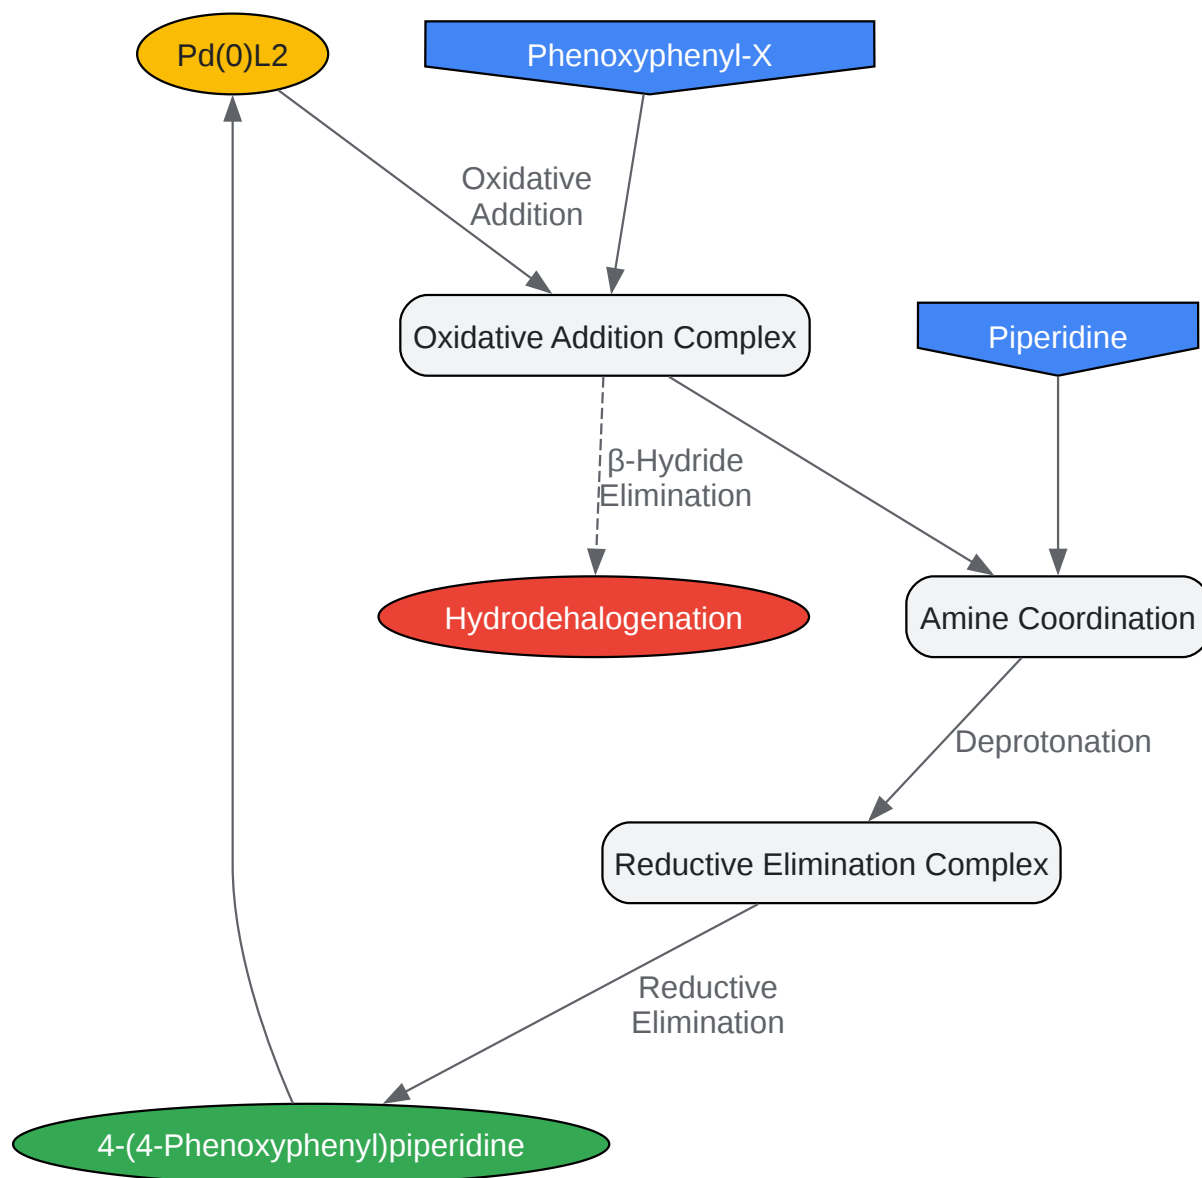 Pd(0)L2
Phenoxyphenyl-X
Oxidative
Addition
Oxidative Addition Complex
Piperidine
β-Hydride
Elimination
Hydrodehalogenation
Amine Coordination
Deprotonation
Reductive Elimination Complex
Reductive
Elimination
4-(4-Phenoxyphenyl)piperidine